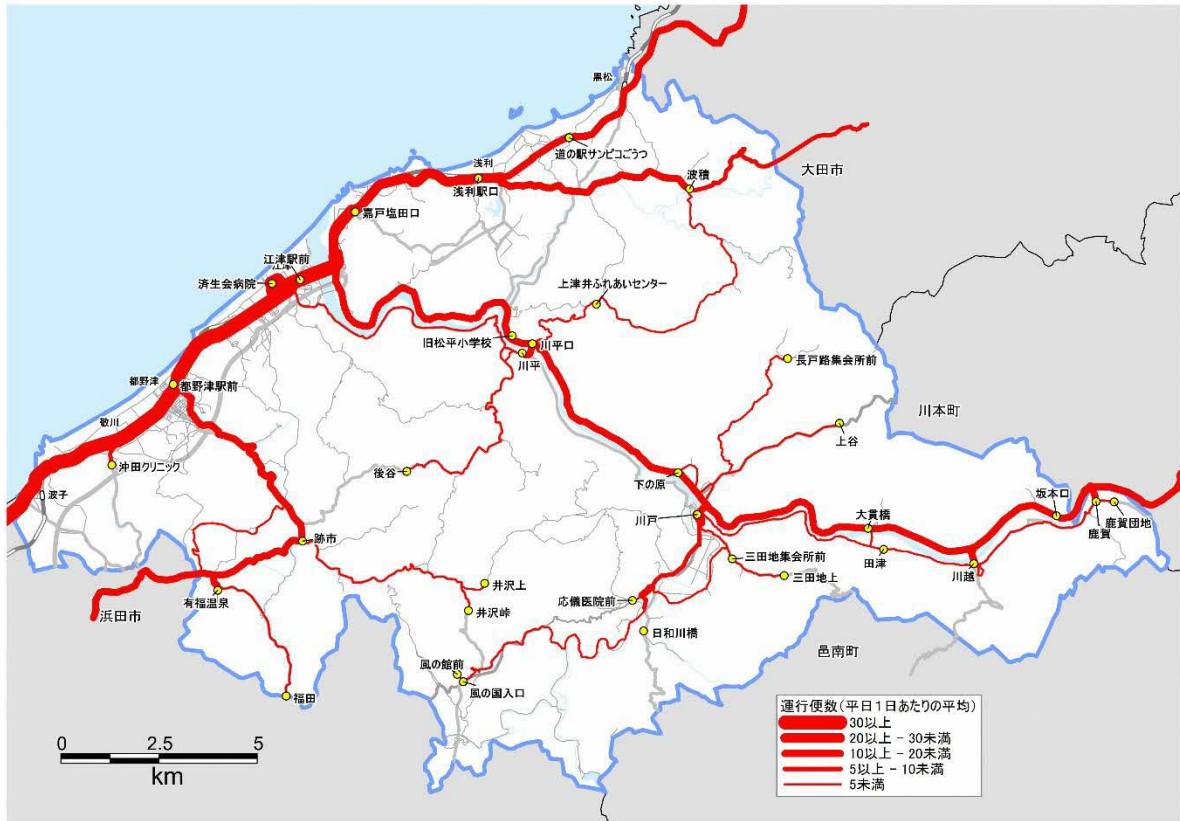 黒松
道の駅サンピコごうつ
大田市
浅利
浅利駅口
波積
嘉戸塩田口
江津駅前
済生会病院
上津井ふれあいセンター
旧松平小学校
川平口
川平
長戸路集会所前
都野津
都野津駅前
川本町
敬川
上谷
沖田クリニック
後谷
下の原
波子
坂本口
大貫橋
川戸
鹿賀
鹿賀団地
跡市
三田地集会所前
田津
川越
井沢上
三田地上
有福温泉
応儀医院前
浜田市
井沢峠
日和川橋
邑南町
風の館前
風の国入口
福田
運行便数(平日1日あたりの平均)
30以上
20以上 - 30未満
10以上 - 20未満
5以上 - 10未満
5未満
0 2.5 5
km